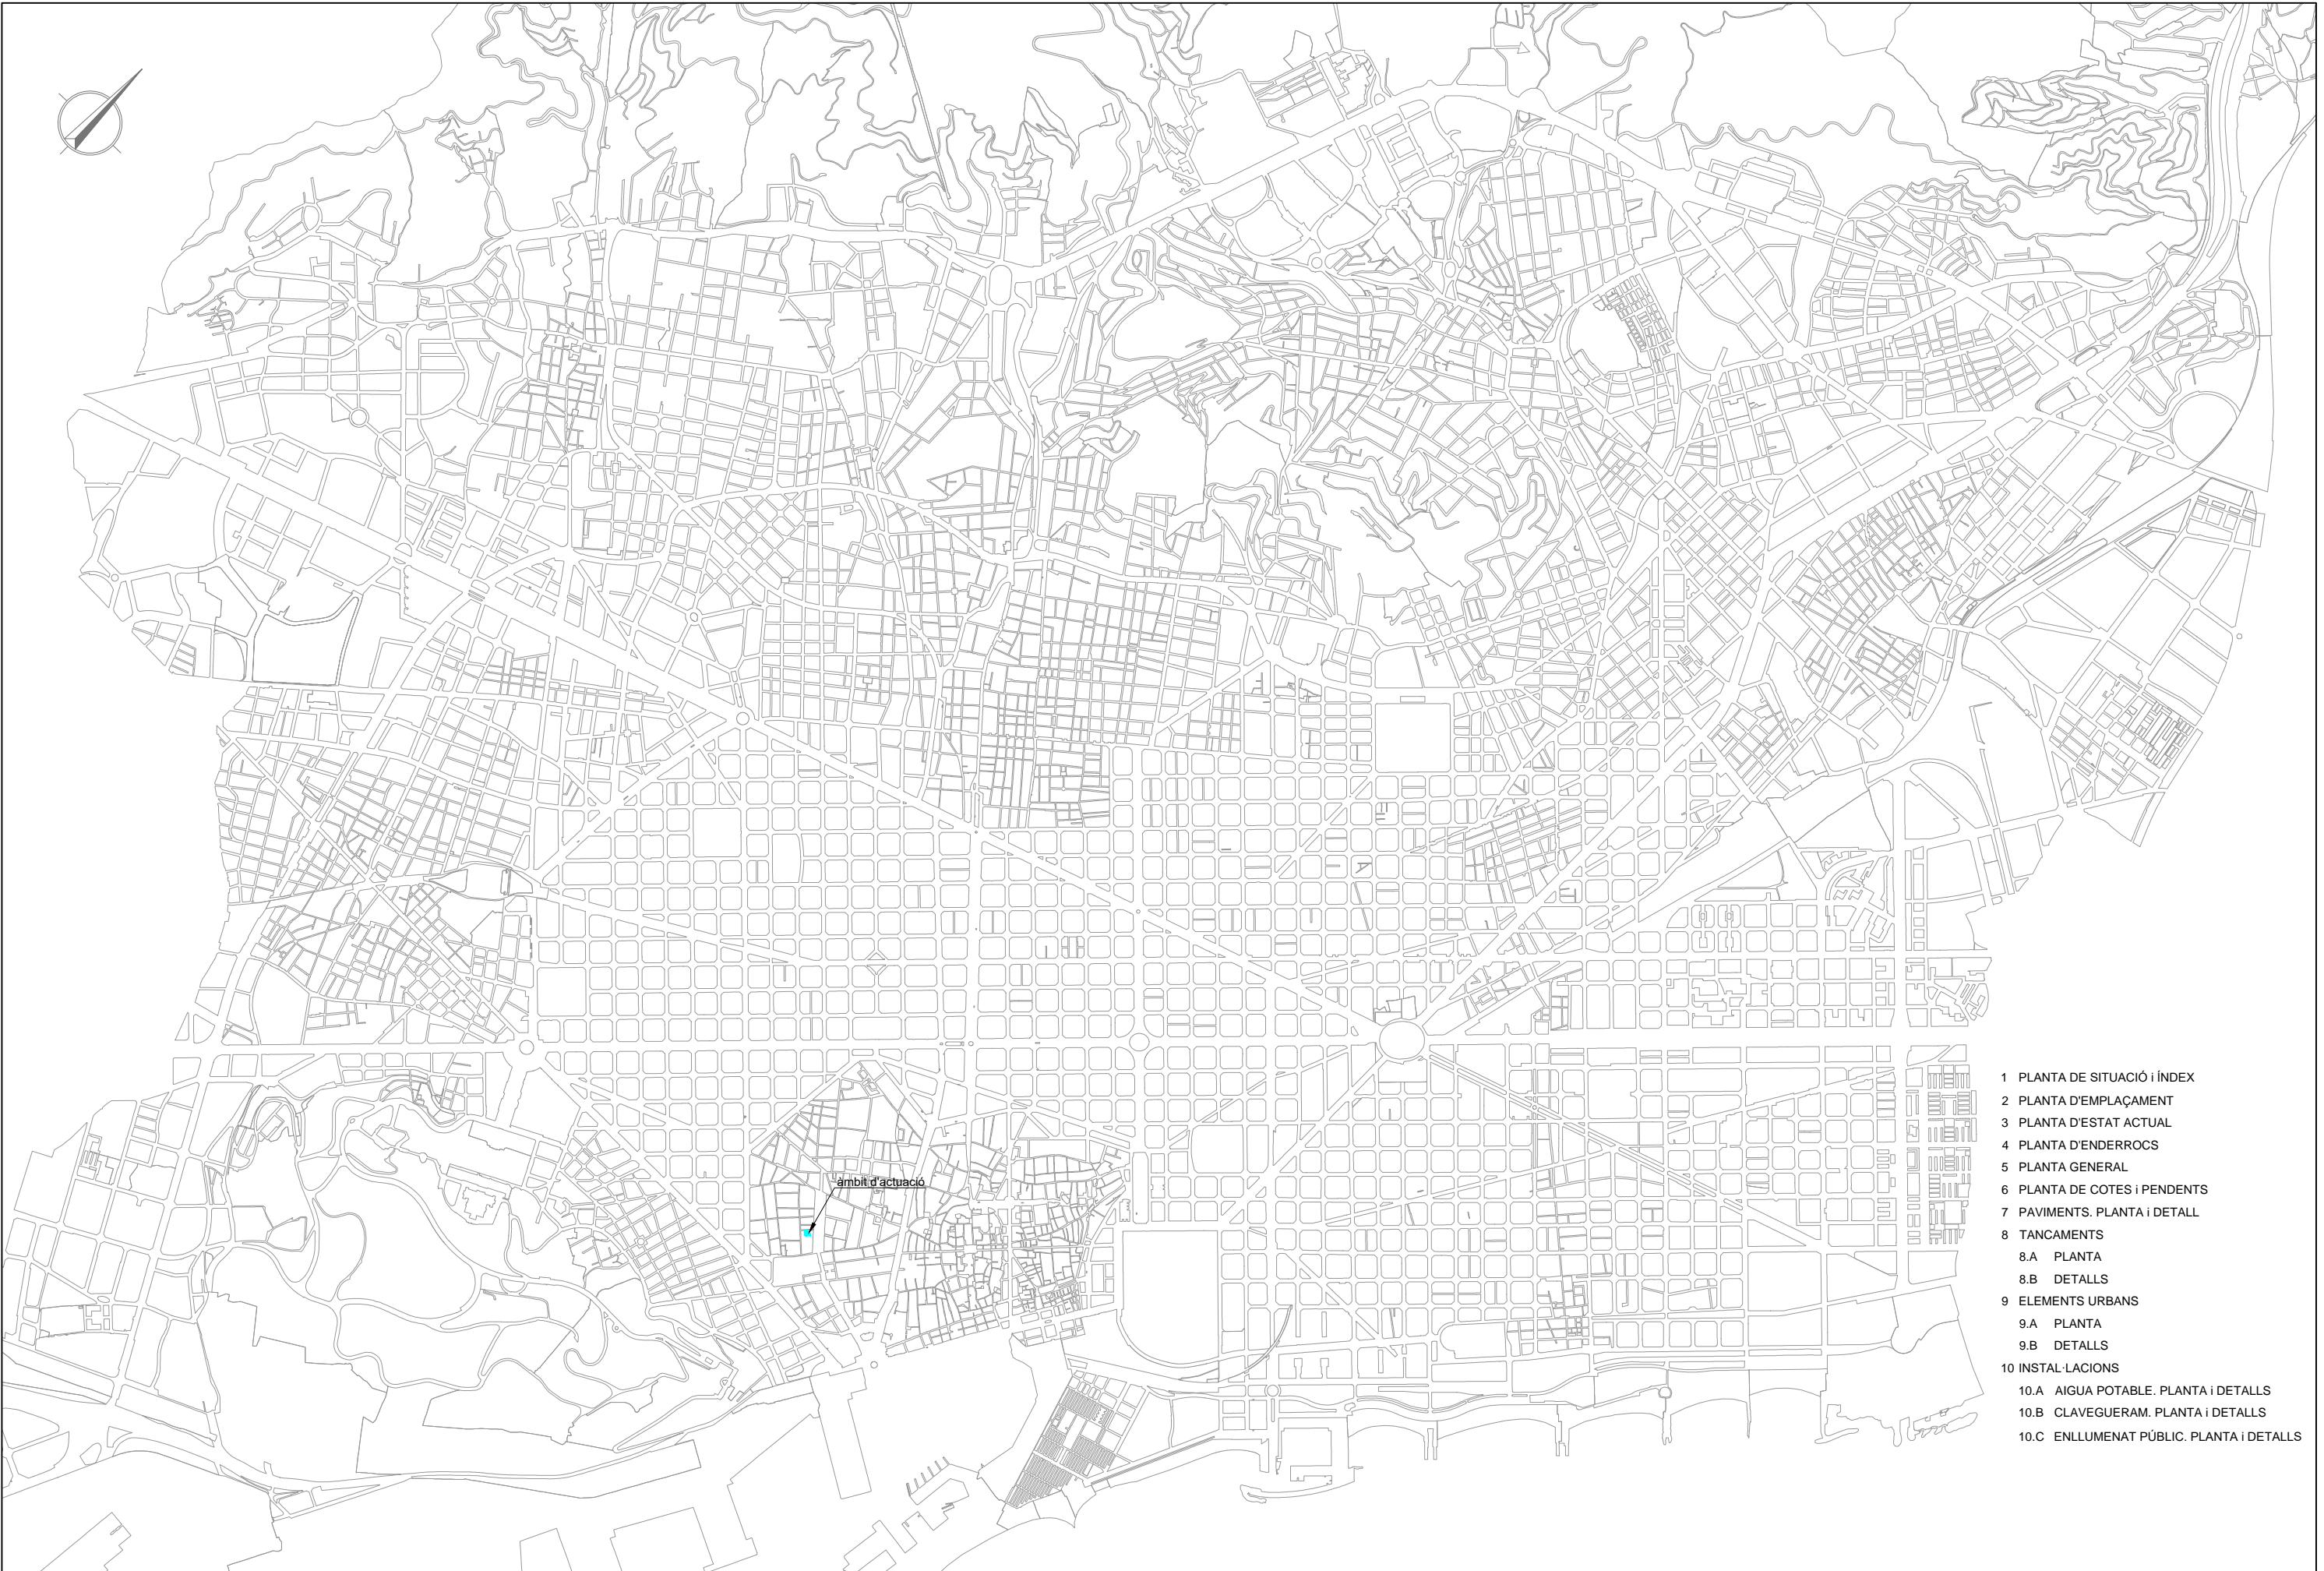 àmbit d'actuació
1 PLANTA DE SITUACIÓ i ÍNDEX
2 PLANTA D'EMPLAÇAMENT
3 PLANTA D'ESTAT ACTUAL
4 PLANTA D'ENDERROCS
5 PLANTA GENERAL
6 PLANTA DE COTES i PENDENTS
7 PAVIMENTS. PLANTA i DETALL
8 TANCAMENTS
8.A PLANTA
8.B DETALLS
9 ELEMENTS URBANS
9.A PLANTA
9.B DETALLS
10 INSTAL·LACIONS
10.A AIGUA POTABLE. PLANTA i DETALLS
10.B CLAVEGUERAM. PLANTA i DETALLS
10.C ENLLUMENAT PÚBLIC. PLANTA i DETALLS